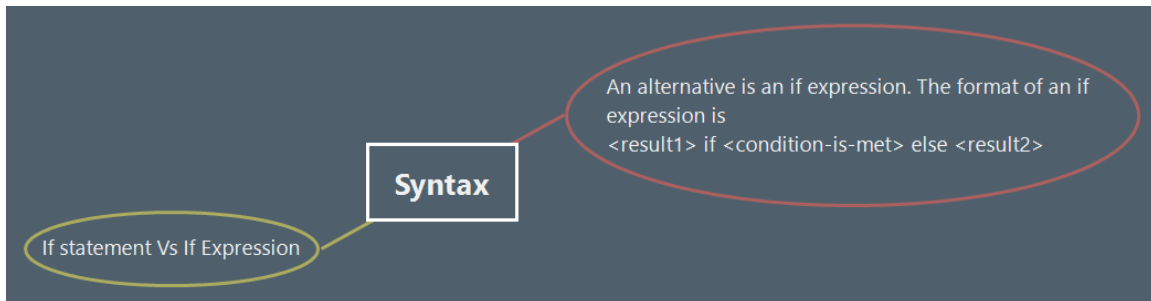 An alternative is an if expression. The format of an if
expression is
<result1> if <condition-is-met> else <result2>
Syntax
If statement Vs If Expression